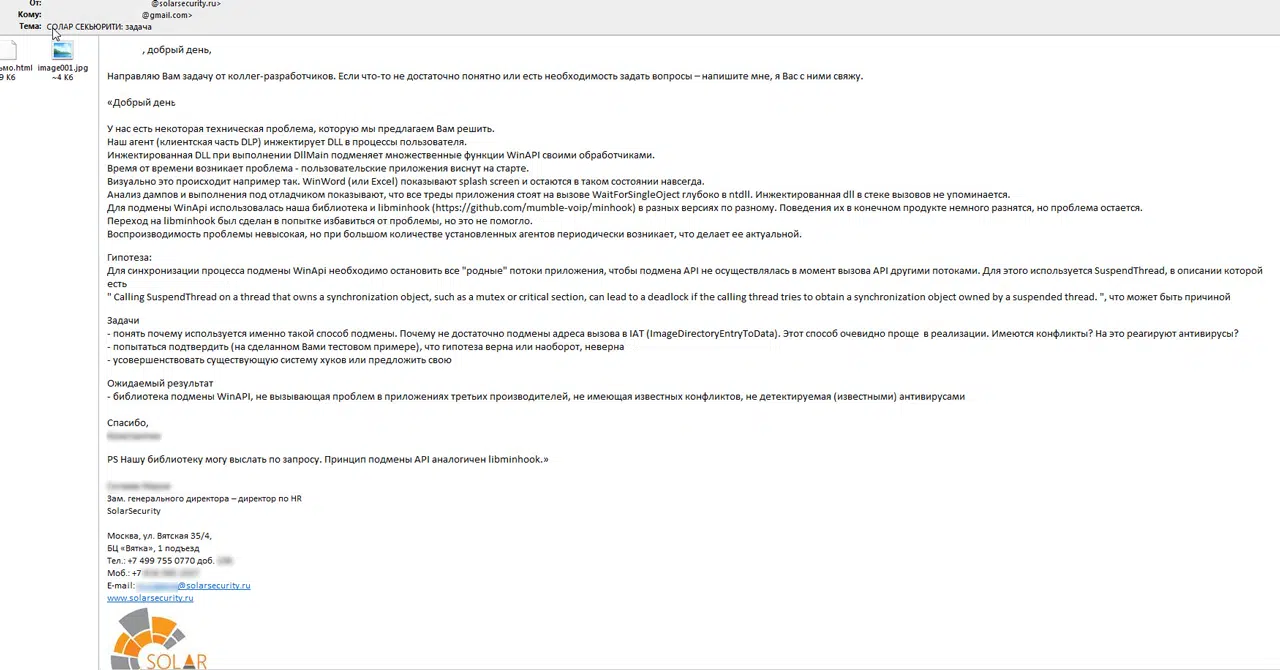 От: @solarsecurity.ru>
Кому: @gmail.com>
Тема: СОЛАР СЕКЬЮРИТИ: задача
ьмо.html image001.jpg
9 Кб ~4 Кб
, добрый день,
Направляю Вам задачу от коллег-разработчиков. Если что-то не достаточно понятно или есть необходимость задать вопросы – напишите мне, я Вас с ними свяжу.
«Добрый день
У нас есть некоторая техническая проблема, которую мы предлагаем Вам решить.
Наш агент (клиентская часть DLP) инжектирует DLL в процессы пользователя.
Инжектированная DLL при выполнении DllMain подменяет множественные функции WinAPI своими обработчиками.
Время от времени возникает проблема - пользовательские приложения виснут на старте.
Визуально это происходит например так. WinWord (или Excel) показывают splash screen и остаются в таком состоянии навсегда.
Анализ дампов и выполнения под отладчиком показывают, что все треды приложения стоят на вызове WaitForSingleOject глубоко в ntdll. Инжектированная dll в стеке вызовов не упоминается.
Для подмены WinApi использовалась наша библиотека и libminhook (https://github.com/mumble-voip/minhook) в разных версиях по разному. Поведения их в конечном продукте немного разнятся, но проблема остается.
Переход на libminhook был сделан в попытке избавиться от проблемы, но это не помогло.
Воспроизводимость проблемы невысокая, но при большом количестве установленных агентов периодически возникает, что делает ее актуальной.
Гипотеза:
Для синхронизации процесса подмены WinApi необходимо остановить все "родные" потоки приложения, чтобы подмена API не осуществлялась в момент вызова API другими потоками. Для этого используется SuspendThread, в описании которой
есть
" Calling SuspendThread on a thread that owns a synchronization object, such as a mutex or critical section, can lead to a deadlock if the calling thread tries to obtain a synchronization object owned by a suspended thread. ", что может быть причиной
Задачи
- понять почему используется именно такой способ подмены. Почему не достаточно подмены адреса вызова в IAT (ImageDirectoryEntryToData). Этот способ очевидно проще в реализации. Имеются конфликты? На это реагируют антивирусы?
- попытаться подтвердить (на сделанном Вами тестовом примере), что гипотеза верна или наоборот, неверна
- усовершенствовать существующую систему хуков или предложить свою
Ожидаемый результат
- библиотека подмены WinAPI, не вызывающая проблем в приложениях третьих производителей, не имеющая известных конфликтов, не детектируемая (известными) антивирусами
Спасибо,
PS Нашу библиотеку могу выслать по запросу. Принцип подмены API аналогичен libminhook.»
Зам. генерального директора – директор по HR
SolarSecurity
Москва, ул. Вятская 35/4,
БЦ «Вятка», 1 подъезд
Тел.: +7 499 755 0770 доб.
Моб.: +7
E-mail: @solarsecurity.ru
www.solarsecurity.ru
SOLAR